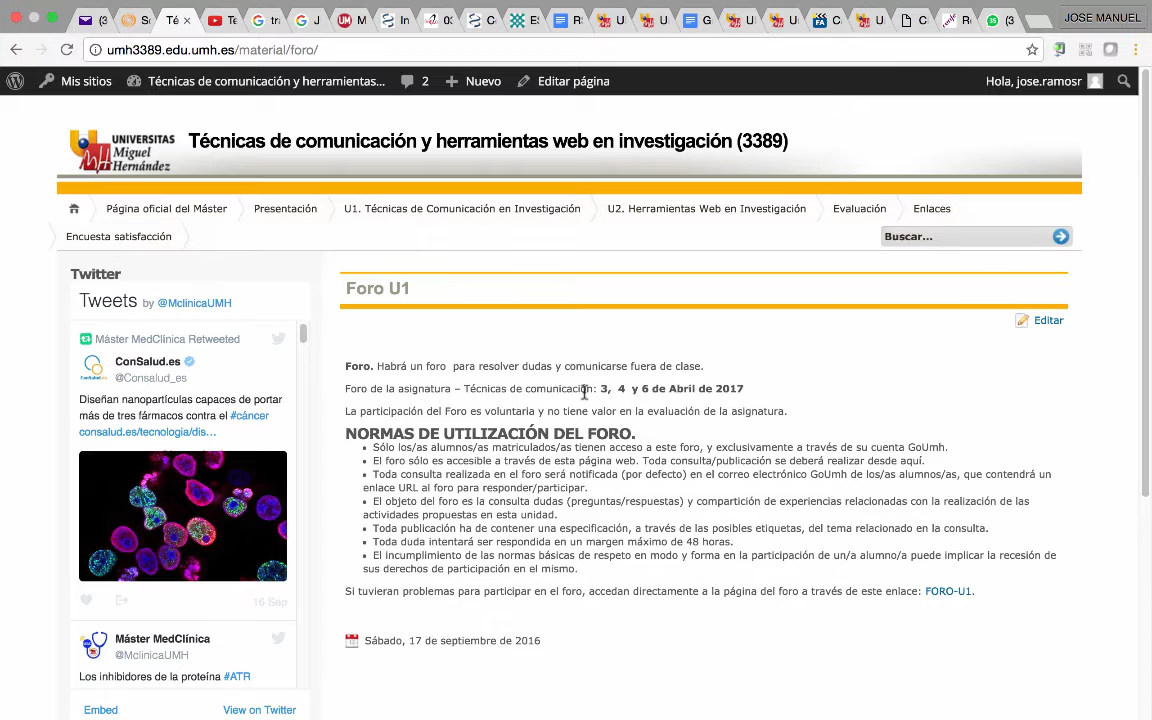 JOSE MANUEL
umh3389.edu.umh.es/material/foro/
Mis sitios Técnicas de comunicación y herramientas... 2 Nuevo Editar página Hola, jose.ramosr
UNIVERSITAS
Miguel
Hernández
Técnicas de comunicación y herramientas web en investigación (3389)
Página oficial del Máster Presentación U1. Técnicas de Comunicación en Investigación U2. Herramientas Web en Investigación Evaluación Enlaces
Encuesta satisfacción
Buscar...
Twitter
Tweets by @MclinicaUMH
Máster MedClínica Retweeted
ConSalud.es
@Consalud_es
Diseñan nanopartículas capaces de portar
más de tres fármacos contra el #cáncer
consalud.es/tecnologia/dis...
16 Sep
Máster MedClínica
@MclinicaUMH
Los inhibidores de la proteína #ATR
Embed View on Twitter
Foro U1
Editar
Foro. Habrá un foro para resolver dudas y comunicarse fuera de clase.
Foro de la asignatura – Técnicas de comunicación: 3, 4 y 6 de Abril de 2017
La participación del Foro es voluntaria y no tiene valor en la evaluación de la asignatura.
NORMAS DE UTILIZACIÓN DEL FORO.
• Sólo los/as alumnos/as matriculados/as tienen acceso a este foro, y exclusivamente a través de su cuenta GoUmh.
• El foro sólo es accesible a través de esta página web. Toda consulta/publicación se deberá realizar desde aquí.
• Toda consulta realizada en el foro será notificada (por defecto) en el correo electrónico GoUmh de los/as alumnos/as, que contendrá un
enlace URL al foro para responder/participar.
• El objeto del foro es la consulta dudas (preguntas/respuestas) y compartición de experiencias relacionadas con la realización de las
actividades propuestas en esta unidad.
• Toda publicación ha de contener una especificación, a través de las posibles etiquetas, del tema relacionado en la consulta.
• Toda duda intentará ser respondida en un margen máximo de 48 horas.
• El incumplimiento de las normas básicas de respeto en modo y forma en la participación de un/a alumno/a puede implicar la recesión de
sus derechos de participación en el mismo.
Si tuvieran problemas para participar en el foro, accedan directamente a la página del foro a través de este enlace: FORO-U1.
Sábado, 17 de septiembre de 2016